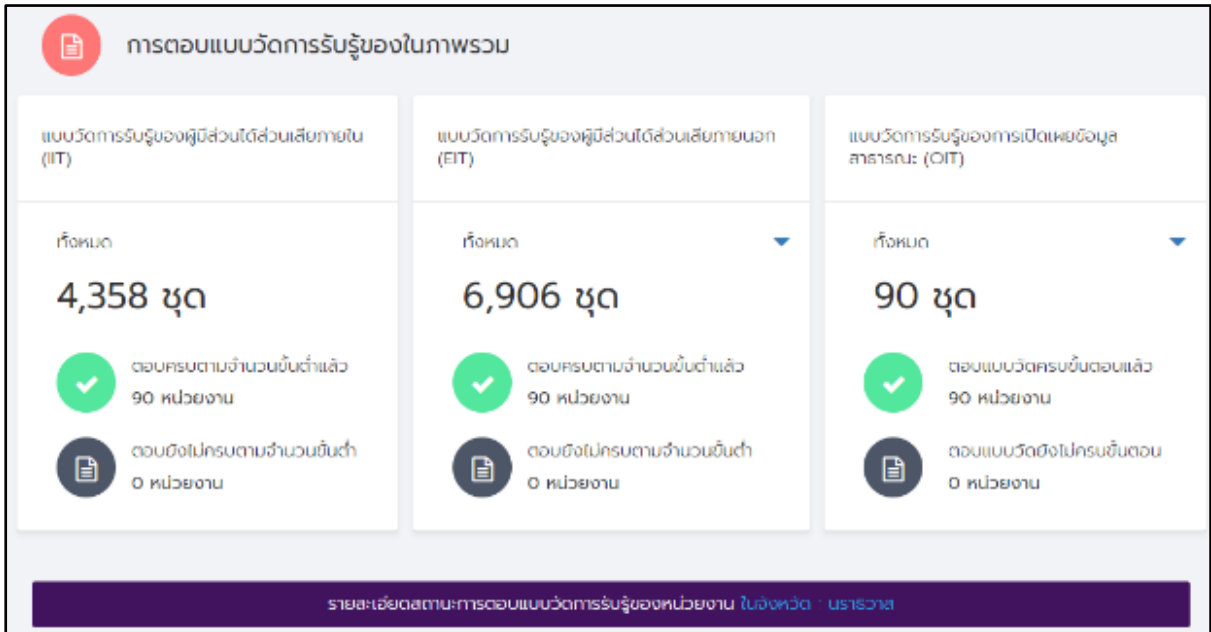 การตอบแบบวัดการรับรู้ของในภาพรวม
แบบวัดการรับรู้ของผู้มีส่วนได้ส่วนเสียภายใน
(IIT)
ทั้งหมด
4,358 ชุด
ตอบครบตามจำนวนขั้นต่ำแล้ว
90 หน่วยงาน
ตอบยังไม่ครบตามจำนวนขั้นต่ำ
0 หน่วยงาน
แบบวัดการรับรู้ของผู้มีส่วนได้ส่วนเสียภายนอก
(EIT)
ทั้งหมด
6,906 ชุด
ตอบครบตามจำนวนขั้นต่ำแล้ว
90 หน่วยงาน
ตอบยังไม่ครบตามจำนวนขั้นต่ำ
0 หน่วยงาน
แบบวัดการรับรู้ของการเปิดเผยข้อมูล
สาธารณะ (OIT)
ทั้งหมด
90 ชุด
ตอบแบบวัดครบขั้นตอนแล้ว
90 หน่วยงาน
ตอบแบบวัดยังไม่ครบขั้นตอน
0 หน่วยงาน
รายละเอียดสถานะการตอบแบบวัดการรับรู้ของหน่วยงาน ในจังหวัด : นราธิวาส